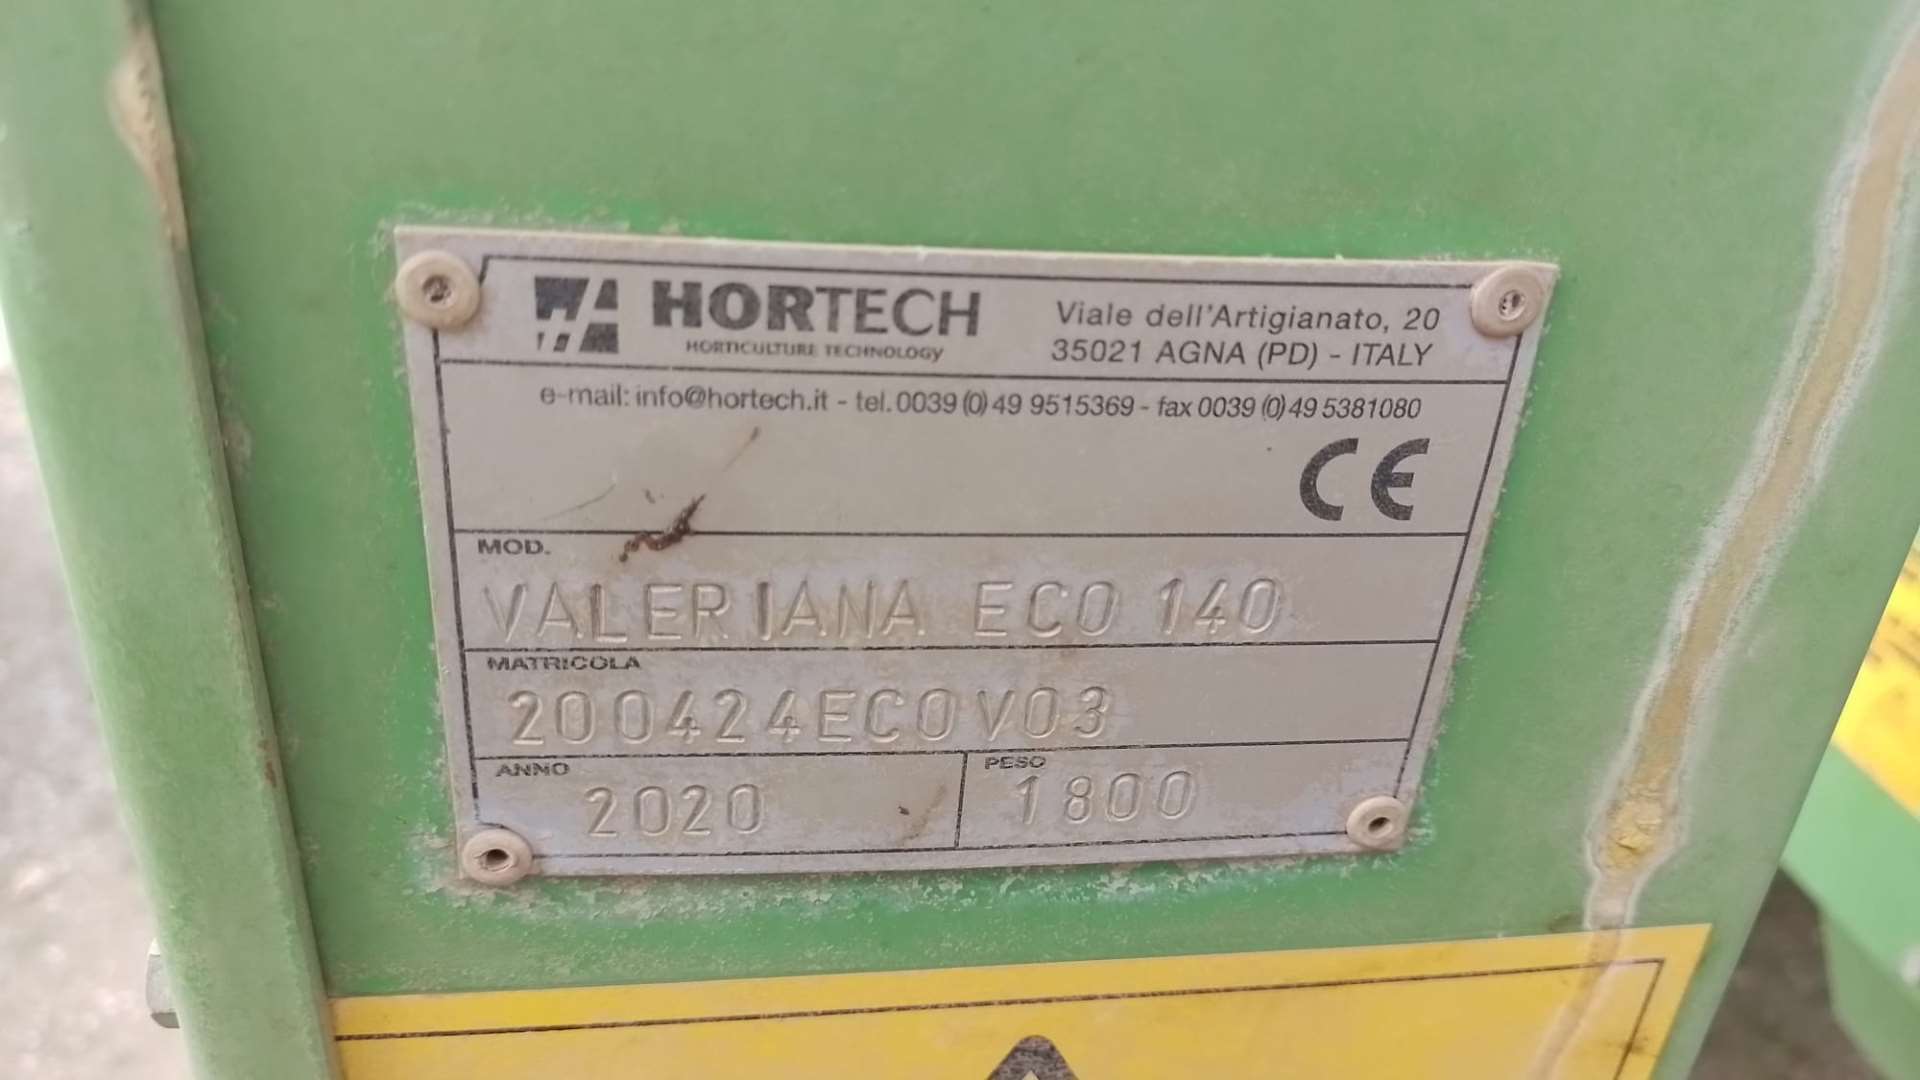 HORTECH
HORTICULTURE TECHNOLOGY
Viale dell'Artigianato, 20
35021 AGNA (PD) - ITALY
e-mail: info@hortech.it - tel. 0039 (0) 49 9515369 - fax 0039 (0) 49 5381080
CE
MOD.
VALERIANA ECO 140
MATRICOLA
200424ECOV03
ANNO
2020
PESO
1800